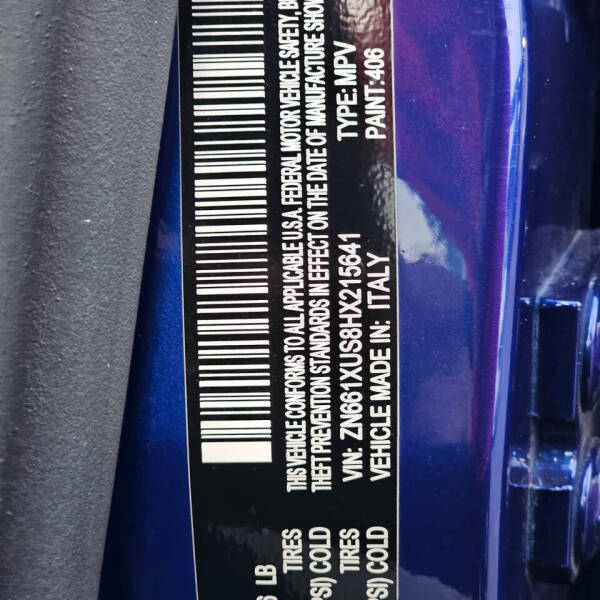 THIS VEHICLE CONFORMS TO ALL APPLICABLE U.S.A. FEDERAL MOTOR VEHICLE SAFETY,
THEFT PREVENTION STANDARDS IN EFFECT ON THE DATE OF MANUFACTURE SHOW
VIN: ZN661XUS8HX215641 TYPE: MPV
VEHICLE MADE IN: ITALY PAINT: 406
LB
TIRES
PSI) COLD
TIRES
PSI) COLD